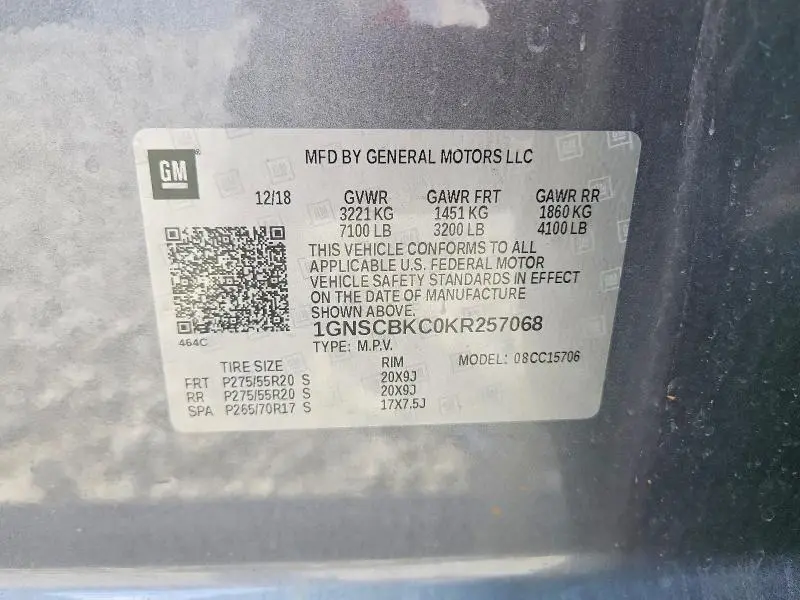 GM
MFD BY GENERAL MOTORS LLC
12/18 GVWR GAWR FRT GAWR RR
3221 KG 1451 KG 1860 KG
7100 LB 3200 LB 4100 LB
THIS VEHICLE CONFORMS TO ALL
APPLICABLE U.S. FEDERAL MOTOR
VEHICLE SAFETY STANDARDS IN EFFECT
ON THE DATE OF MANUFACTURE
SHOWN ABOVE.
1GNSCBKC0KR257068
464C
TYPE: M.P.V. MODEL: 08CC15706
TIRE SIZE RIM
FRT P275/55R20 S 20X9J
RR P275/55R20 S 20X9J
SPA P265/70R17 S 17X7.5J